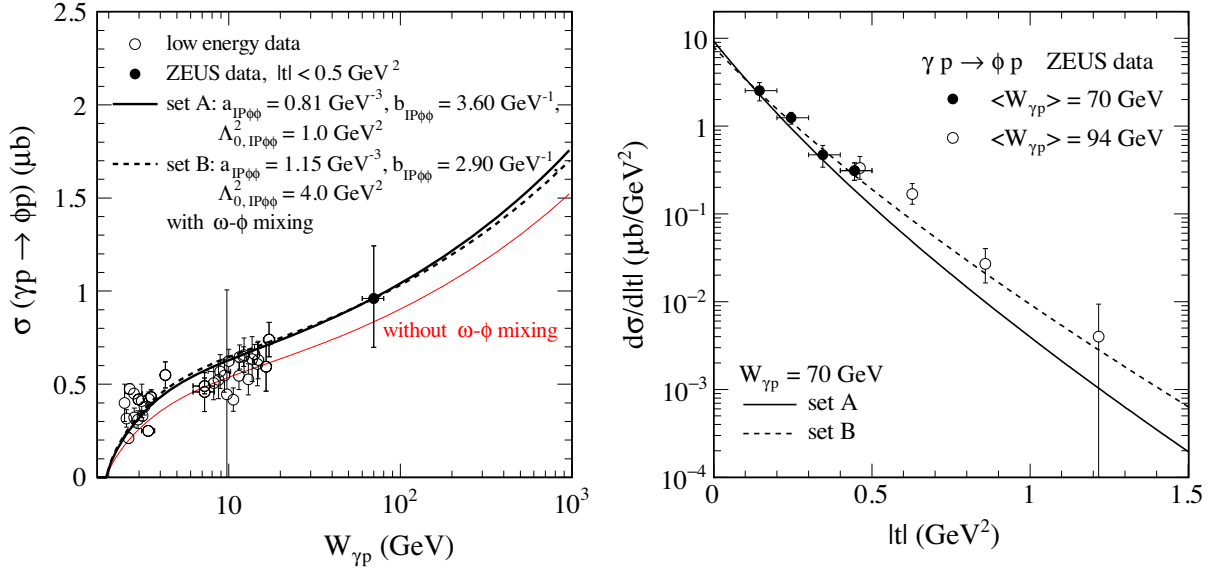 σ (γp → ϕp) (μb)
2.5
2
1.5
1
0.5
0
low energy data
ZEUS data, |t| < 0.5 GeV²
set A: a_IPϕϕ = 0.81 GeV⁻³, b_IPϕϕ = 3.60 GeV⁻¹,
Λ²_0, IPϕϕ = 1.0 GeV²
set B: a_IPϕϕ = 1.15 GeV⁻³, b_IPϕϕ = 2.90 GeV⁻¹
Λ²_0, IPϕϕ = 4.0 GeV²
with ω-ϕ mixing
without ω-ϕ mixing
10 10² 10³
W_γp (GeV)
dσ/d|t| (μb/GeV²)
10
1
10⁻¹
10⁻²
10⁻³
10⁻⁴
γ p → ϕ p ZEUS data
<W_γp> = 70 GeV
<W_γp> = 94 GeV
W_γp = 70 GeV
set A
set B
0 0.5 1 1.5
|t| (GeV²)